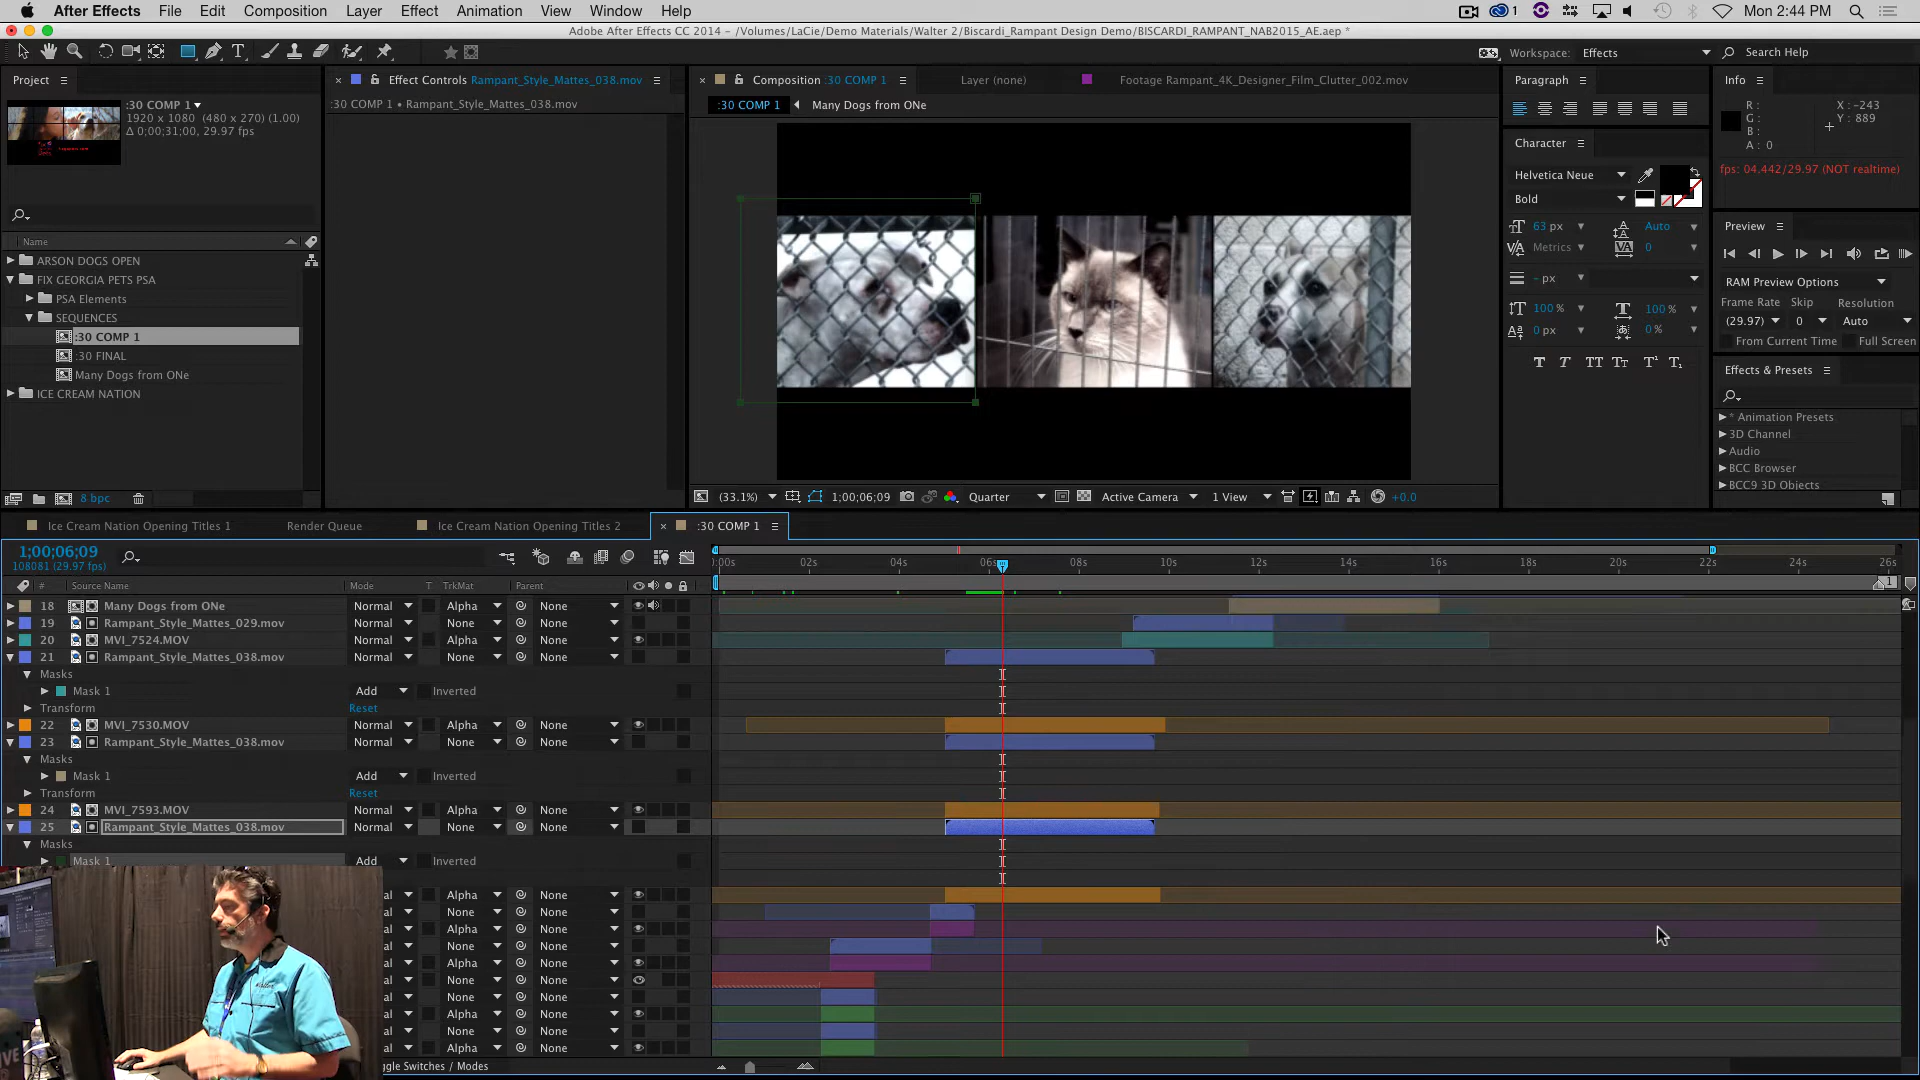 After Effects File Edit Composition Layer Effect Animation View Window Help 1 Mon 2:44 PM
Adobe After Effects CC 2014 - /Volumes/LaCie/Demo Materials/Walter 2/Biscardi_Rampant Design Demo/BISCARDI_RAMPANT_NAB2015_AE.aep *
T Workspace: Effects Search Help
Project Effect Controls Rampant_Style_Mattes_038.mov Composition :30 COMP 1 Layer (none) Footage Rampant_4K_Designer_Film_Clutter_002.mov Paragraph Info
:30 COMP 1 :30 COMP 1 • Rampant_Style_Mattes_038.mov :30 COMP 1 Many Dogs from ONe
1920 x 1080 (480 x 270) (1.00)
Δ 0;00;31;00, 29.97 fps
R : X : -243
G : Y : 889
B :
A : 0
Character
fps: 04.442/29.97 (NOT realtime)
Helvetica Neue
Bold
63 px Auto
Metrics 0
- px
100 % 100 %
0 px 0 %
T T TT Tt T¹ T₁
Preview
RAM Preview Options
Frame Rate Skip Resolution
(29.97) 0 Auto
From Current Time Full Screen
Effects & Presets
* Animation Presets
3D Channel
Audio
BCC Browser
BCC9 3D Objects
Name
ARSON DOGS OPEN
FIX GEORGIA PETS PSA
PSA Elements
SEQUENCES
:30 COMP 1
:30 FINAL
Many Dogs from ONe
ICE CREAM NATION
8 bpc (33.1%) 1;00;06;09 Quarter Active Camera 1 View +0.0
Ice Cream Nation Opening Titles 1 Render Queue Ice Cream Nation Opening Titles 2 :30 COMP 1
1;00;06;09
108081 (29.97 fps)
):00s 02s 04s 06s 08s 10s 12s 14s 16s 18s 20s 22s 24s 26s
# Source Name Mode T TrkMat Parent 1
18 Many Dogs from ONe Normal Alpha None
19 Rampant_Style_Mattes_029.mov Normal None None
20 MVI_7524.MOV Normal Alpha None
21 Rampant_Style_Mattes_038.mov Normal None None
Masks
Mask 1 Add Inverted
Transform Reset
22 MVI_7530.MOV Normal Alpha None
23 Rampant_Style_Mattes_038.mov Normal None None
Masks
Mask 1 Add Inverted
Transform Reset
24 MVI_7593.MOV Normal Alpha None
25 Rampant_Style_Mattes_038.mov Normal None None
Masks
Mask 1 Add Inverted
al Alpha None
al None None
al Alpha None
al None None
al Alpha None
al None
al None None
al Alpha None
al None None
al Alpha None
ggle Switches / Modes